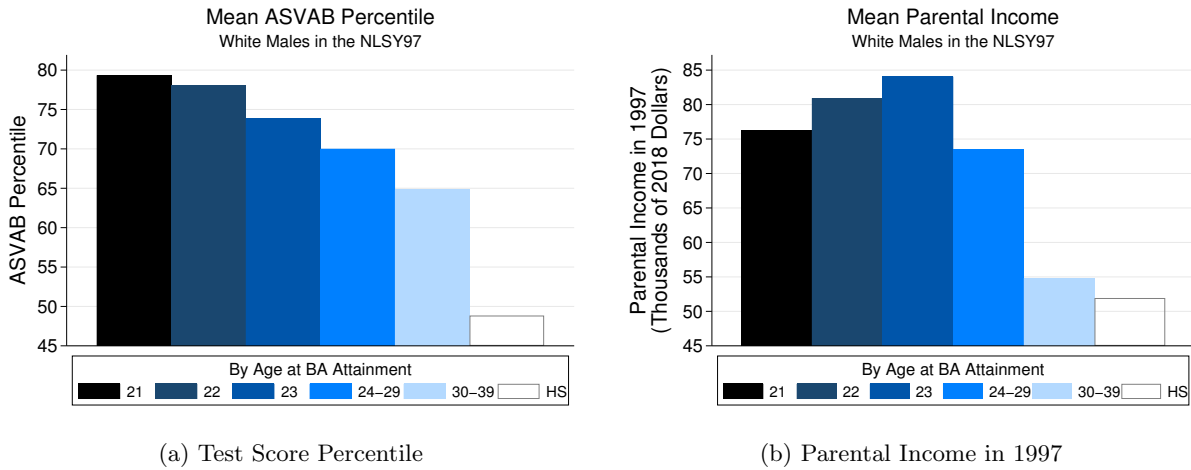 Mean ASVAB Percentile
White Males in the NLSY97
ASVAB Percentile
80
75
70
65
60
55
50
45
By Age at BA Attainment
21 22 23 24−29 30−39 HS
(a) Test Score Percentile
Mean Parental Income
White Males in the NLSY97
Parental Income in 1997
(Thousands of 2018 Dollars)
85
80
75
70
65
60
55
50
45
By Age at BA Attainment
21 22 23 24−29 30−39 HS
(b) Parental Income in 1997